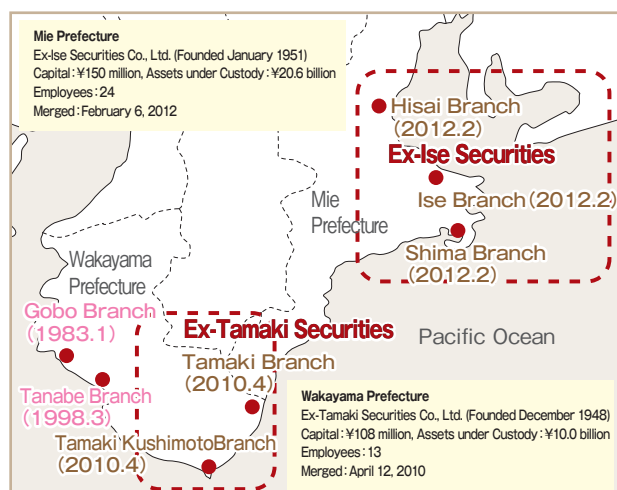 Mie Prefecture
Ex-Ise Securities Co., Ltd. (Founded January 1951)
Capital：¥150 million, Assets under Custody：¥20.6 billion
Employees：24
Merged：February 6, 2012
Hisai Branch
(2012.2)
Ex-Ise Securities
Ise Branch (2012.2)
Mie
Prefecture
Shima Branch
(2012.2)
Wakayama
Prefecture
Gobo Branch
(1983.1)
Ex-Tamaki Securities
Pacific Ocean
Tamaki Branch
(2010.4)
Tanabe Branch
(1998.3)
Tamaki KushimotoBranch
(2010.4)
Wakayama Prefecture
Ex-Tamaki Securities Co., Ltd. (Founded December 1948)
Capital：¥108 million, Assets under Custody：¥10.0 billion
Employees：13
Merged：April 12, 2010